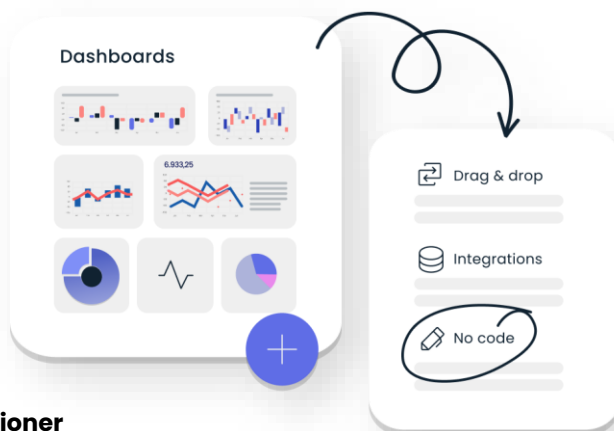 Dashboards
6.933,25
Drag & drop
Integrations
No code
ioner